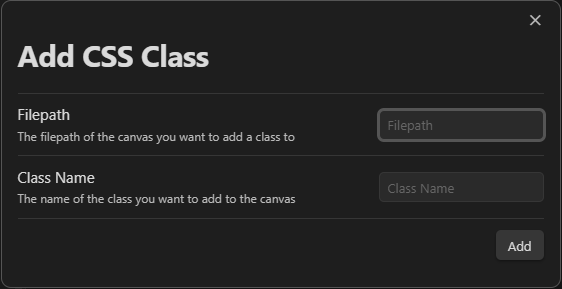 Add CSS Class
Filepath
Filepath
The filepath of the canvas you want to add a class to
Class Name
Class Name
The name of the class you want to add to the canvas
Add